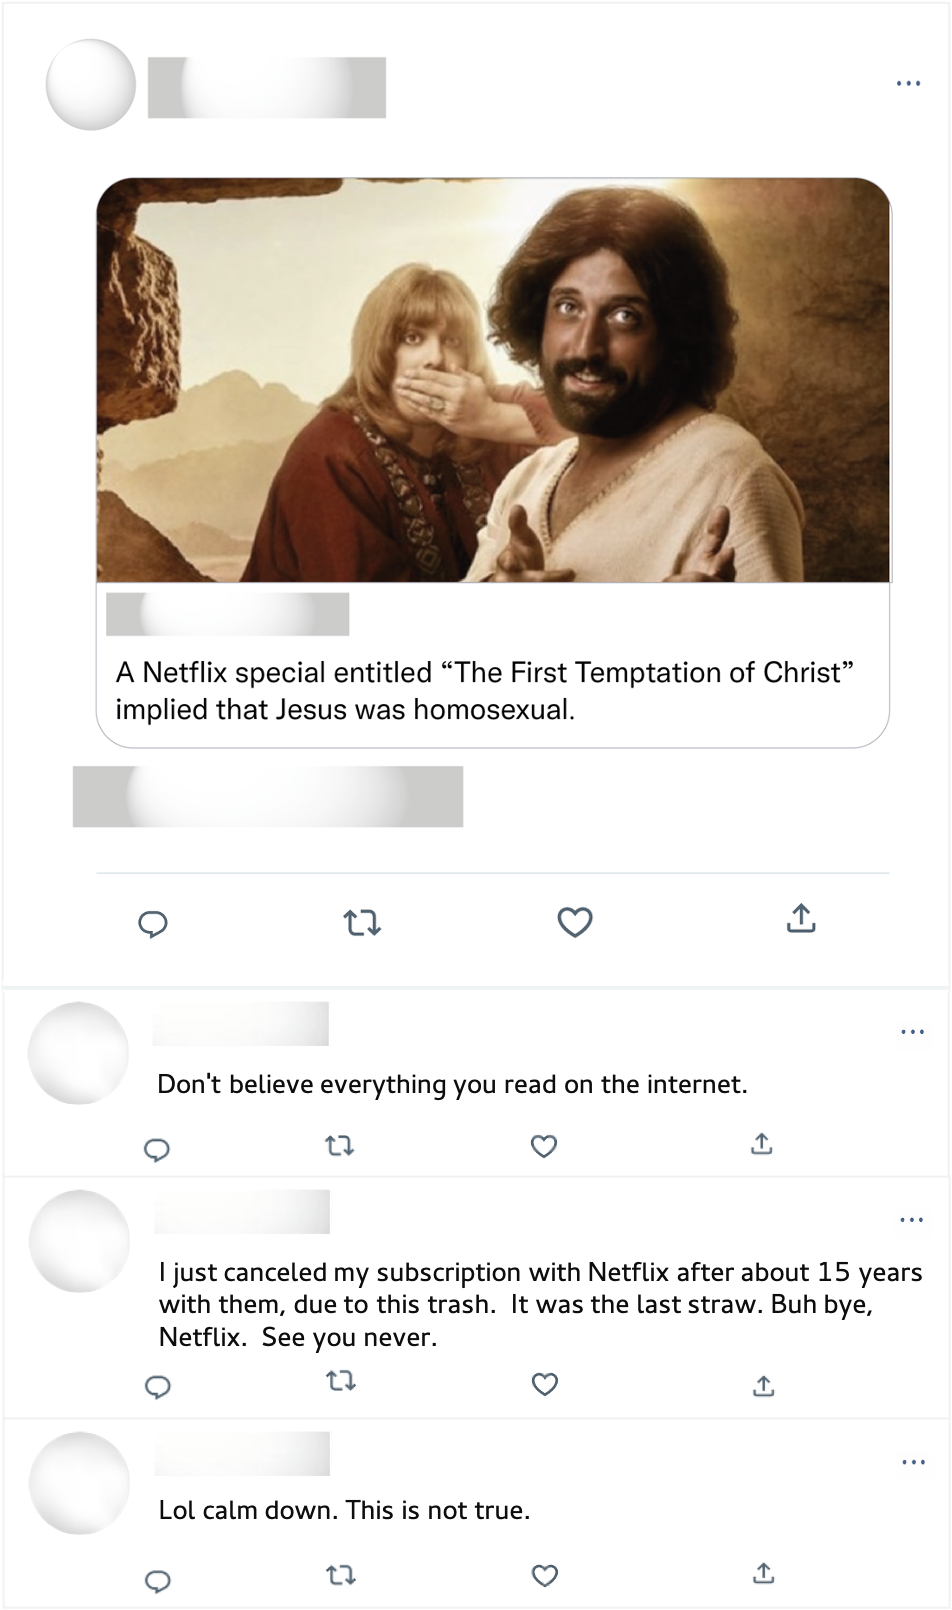 A Netflix special entitled “The First Temptation of Christ”
implied that Jesus was homosexual.
Don't believe everything you read on the internet.
I just canceled my subscription with Netflix after about 15 years
with them, due to this trash.  It was the last straw. Buh bye,
Netflix.  See you never.
Lol calm down. This is not true.